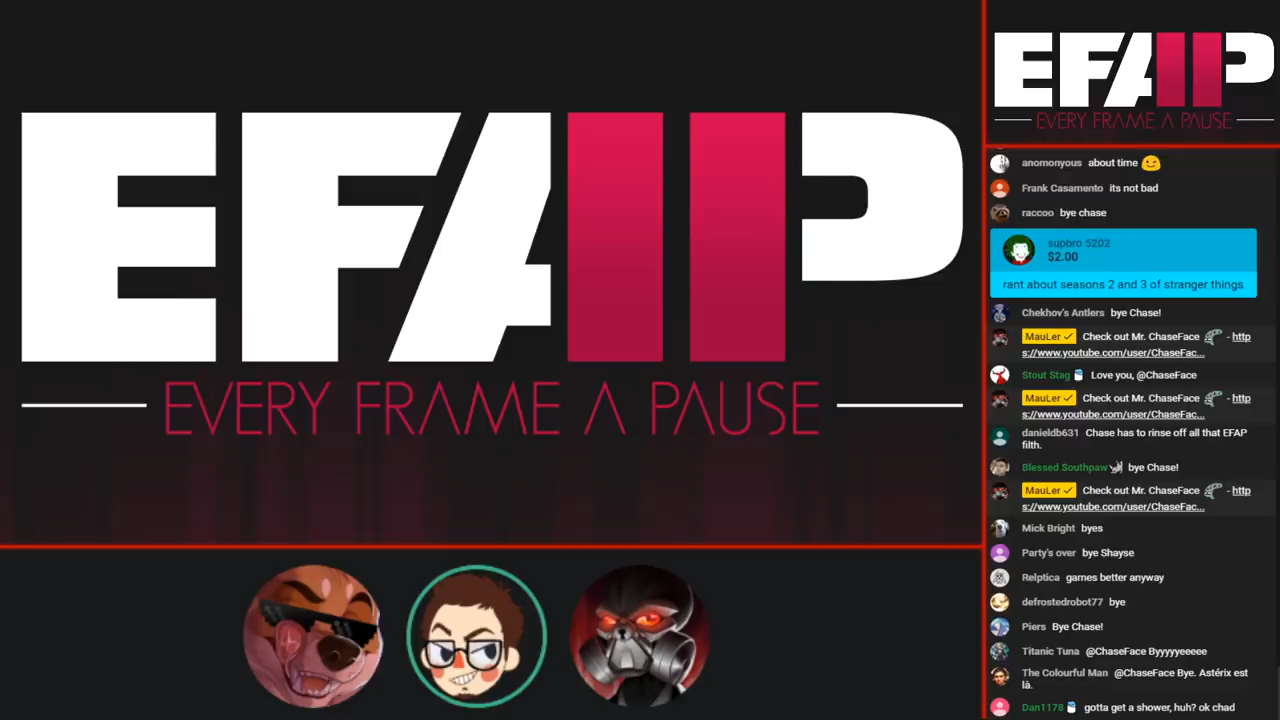 EFAP
EVERY FRAME A PAUSE
EFAP
EVERY FRAME A PAUSE
anomonyous about time
Frank Casamento its not bad
raccoo bye chase
supbro 5202
$2.00
rant about seasons 2 and 3 of stranger things
Chekhov's Antlers bye Chase!
MauLer Check out Mr. ChaseFace - http
s://www.youtube.com/user/ChaseFac...
Stout Stag Love you, @ChaseFace
MauLer Check out Mr. ChaseFace - http
s://www.youtube.com/user/ChaseFac...
danieldb631 Chase has to rinse off all that EFAP
filth.
Blessed Southpaw bye Chase!
MauLer Check out Mr. ChaseFace - http
s://www.youtube.com/user/ChaseFac...
Mick Bright byes
Party's over bye Shayse
Relptica games better anyway
defrostedrobot77 bye
Piers Bye Chase!
Titanic Tuna @ChaseFace Byyyyeeeee
The Colourful Man @ChaseFace Bye. Astérix est
là.
Dan1178 gotta get a shower, huh? ok chad